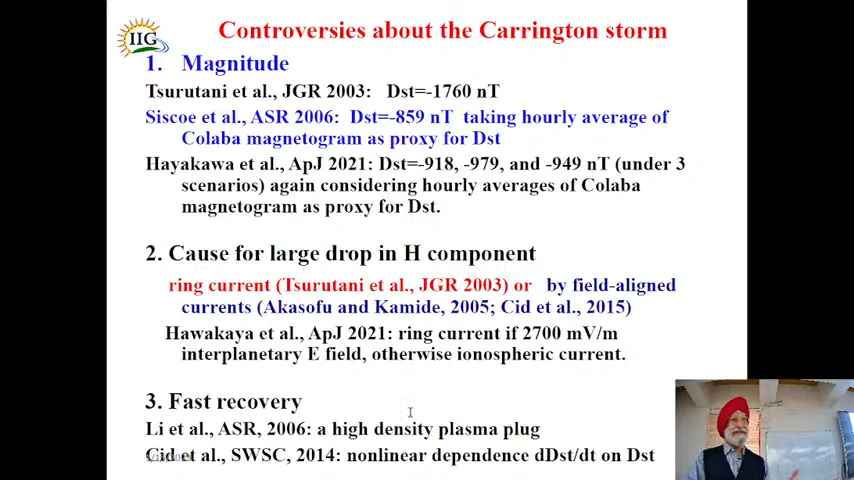 IIG
Controversies about the Carrington storm
1. Magnitude
Tsurutani et al., JGR 2003: Dst=-1760 nT
Siscoe et al., ASR 2006: Dst=-859 nT taking hourly average of
Colaba magnetogram as proxy for Dst
Hayakawa et al., ApJ 2021: Dst=-918, -979, and -949 nT (under 3
scenarios) again considering hourly averages of Colaba
magnetogram as proxy for Dst.
2. Cause for large drop in H component
ring current (Tsurutani et al., JGR 2003) or by field-aligned
currents (Akasofu and Kamide, 2005; Cid et al., 2015)
Hawakaya et al., ApJ 2021: ring current if 2700 mV/m
interplanetary E field, otherwise ionospheric current.
3. Fast recovery
Li et al., ASR, 2006: a high density plasma plug
Cid et al., SWSC, 2014: nonlinear dependence dDst/dt on Dst